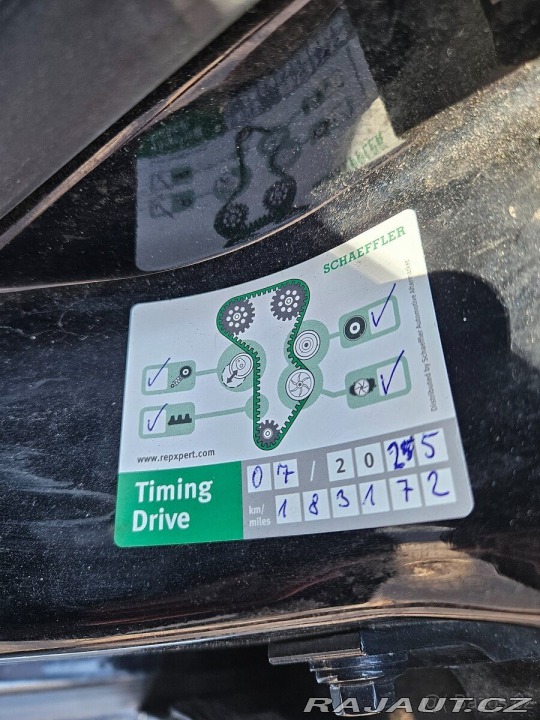 SCHAEFFLER
Distributed by Schaeffler Automotive Aftermarket
www.repxpert.com
Timing
Drive
07 / 2025
km/
miles
183172
RAJAUT.CZ